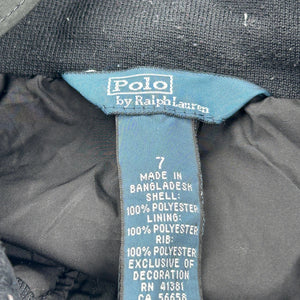 Polo
by Ralph Lauren
7
MADE IN
BANGLADESH
SHELL:
100% POLYESTER
LINING:
100% POLYESTER
RIB:
100% POLYESTER
EXCLUSIVE OF
DECORATION
RN 41381
CA 56658